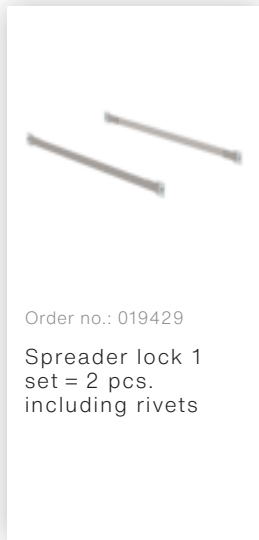 Order no.: 019429
Spreader lock 1
set = 2 pcs.
including rivets